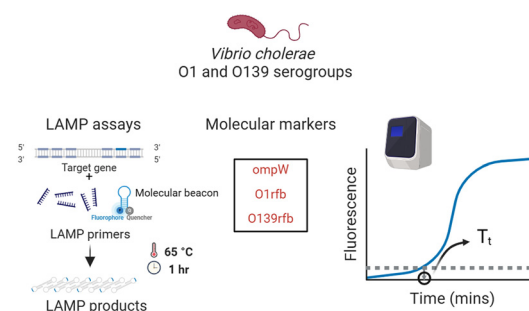 Vibrio cholerae
O1 and O139 serogroups
LAMP assays
5' 3'
3' 5'
Target gene
+
Molecular beacon
Fluorophore Quencher
LAMP primers
65 °C
1 hr
LAMP products
Molecular markers
ompW
O1rfb
O139rfb
Fluorescence
Tt
Time (mins)